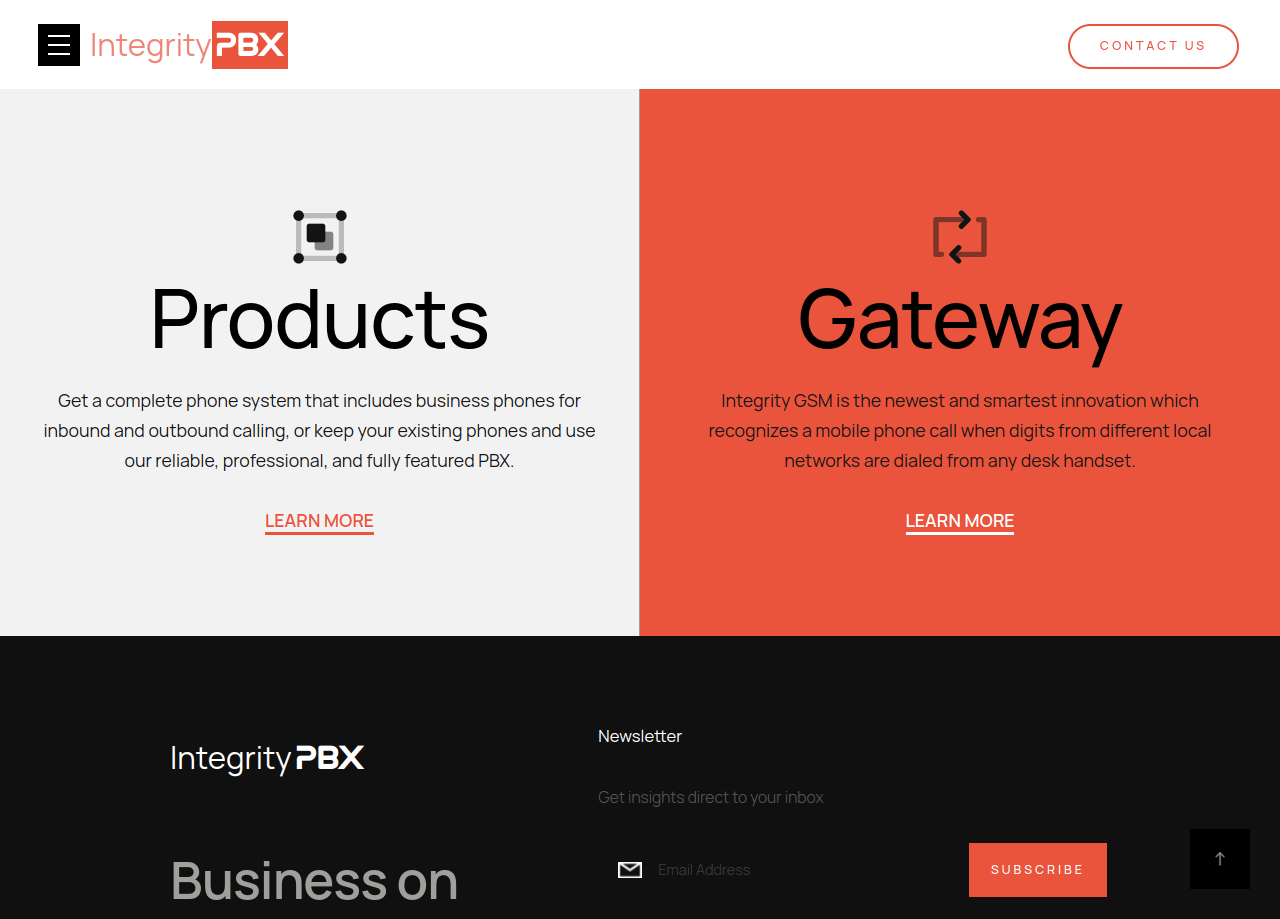 IntegrityPBX
CONTACT US
Products
Get a complete phone system that includes business phones for
inbound and outbound calling, or keep your existing phones and use
our reliable, professional, and fully featured PBX.
LEARN MORE
Gateway
Integrity GSM is the newest and smartest innovation which
recognizes a mobile phone call when digits from different local
networks are dialed from any desk handset.
LEARN MORE
Integrity PBX
Business on
Newsletter
Get insights direct to your inbox
Email Address
SUBSCRIBE